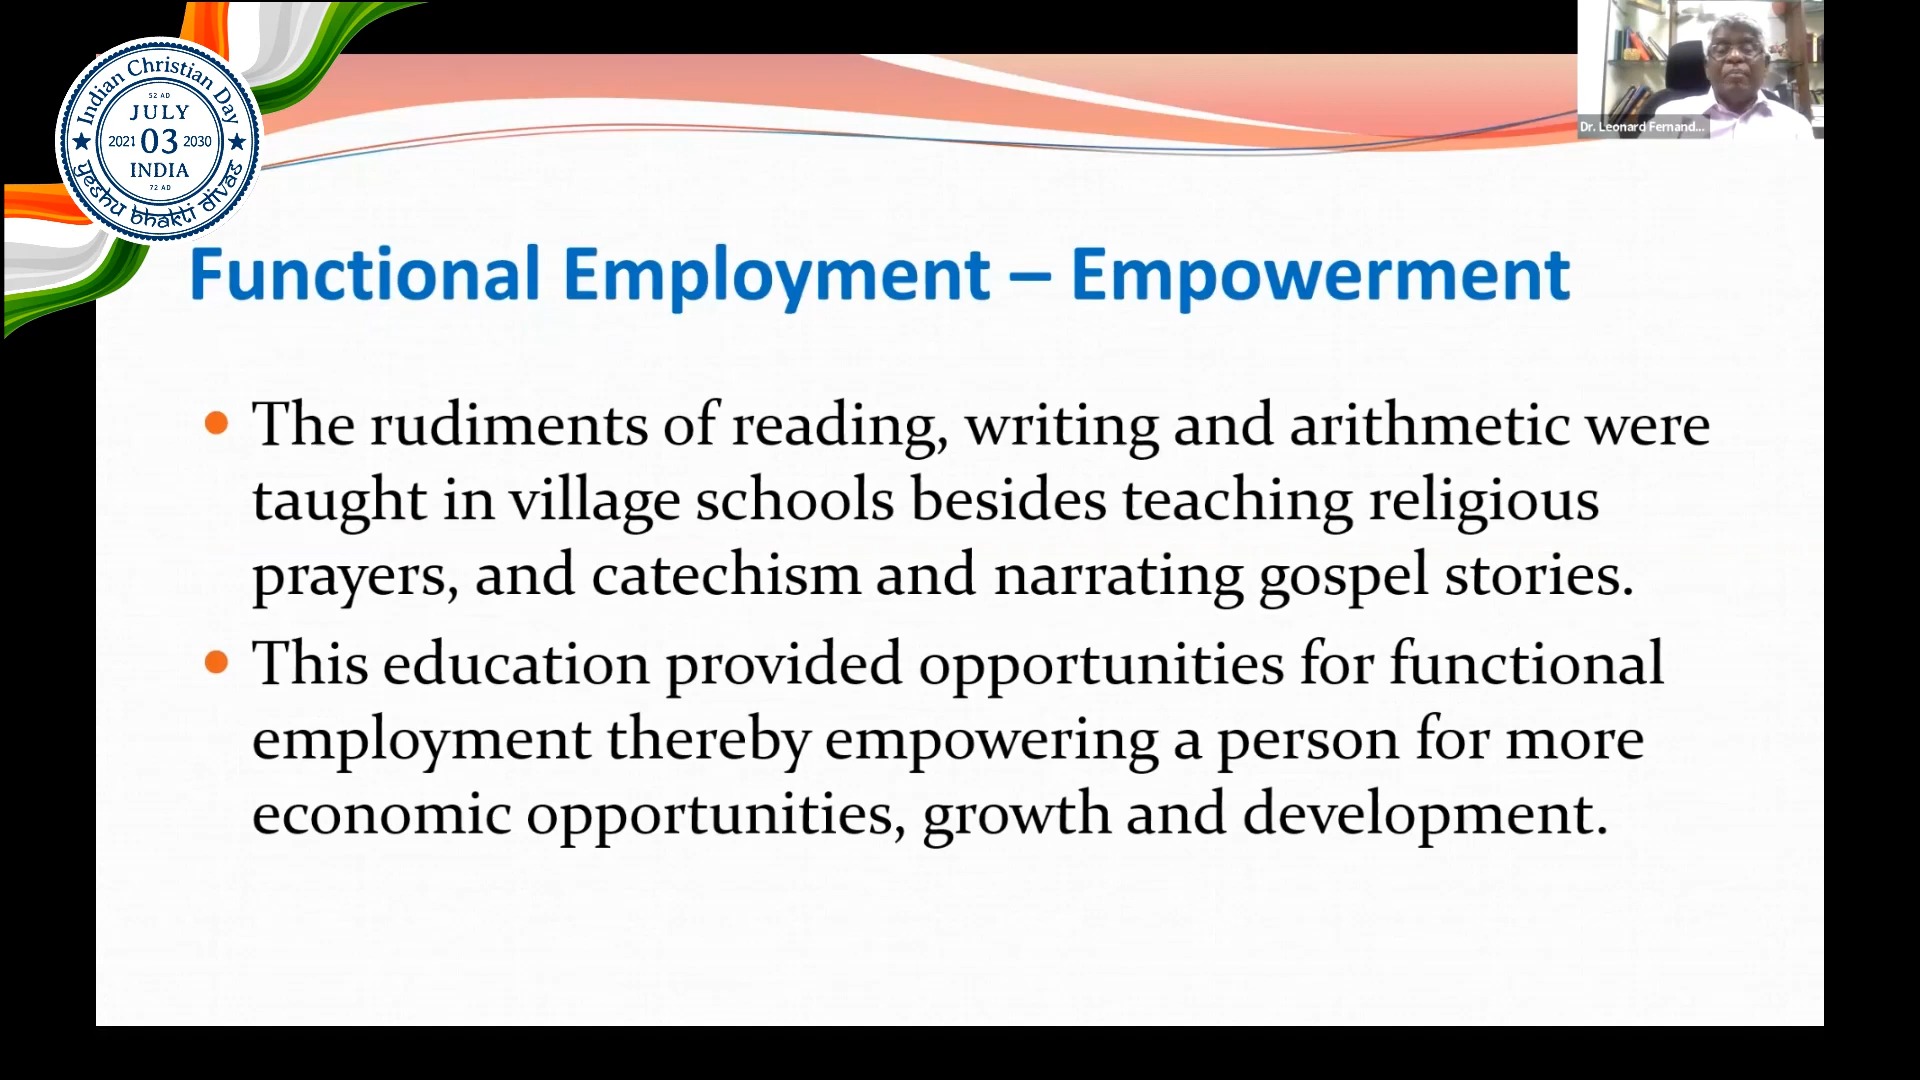 Indian Christian Day
52 AD
JULY
2021 03 2030
INDIA
72 AD
yeshu bhakti divas
Dr. Leonard Fernand...
Functional Employment – Empowerment
• The rudiments of reading, writing and arithmetic were
taught in village schools besides teaching religious
prayers, and catechism and narrating gospel stories.
• This education provided opportunities for functional
employment thereby empowering a person for more
economic opportunities, growth and development.